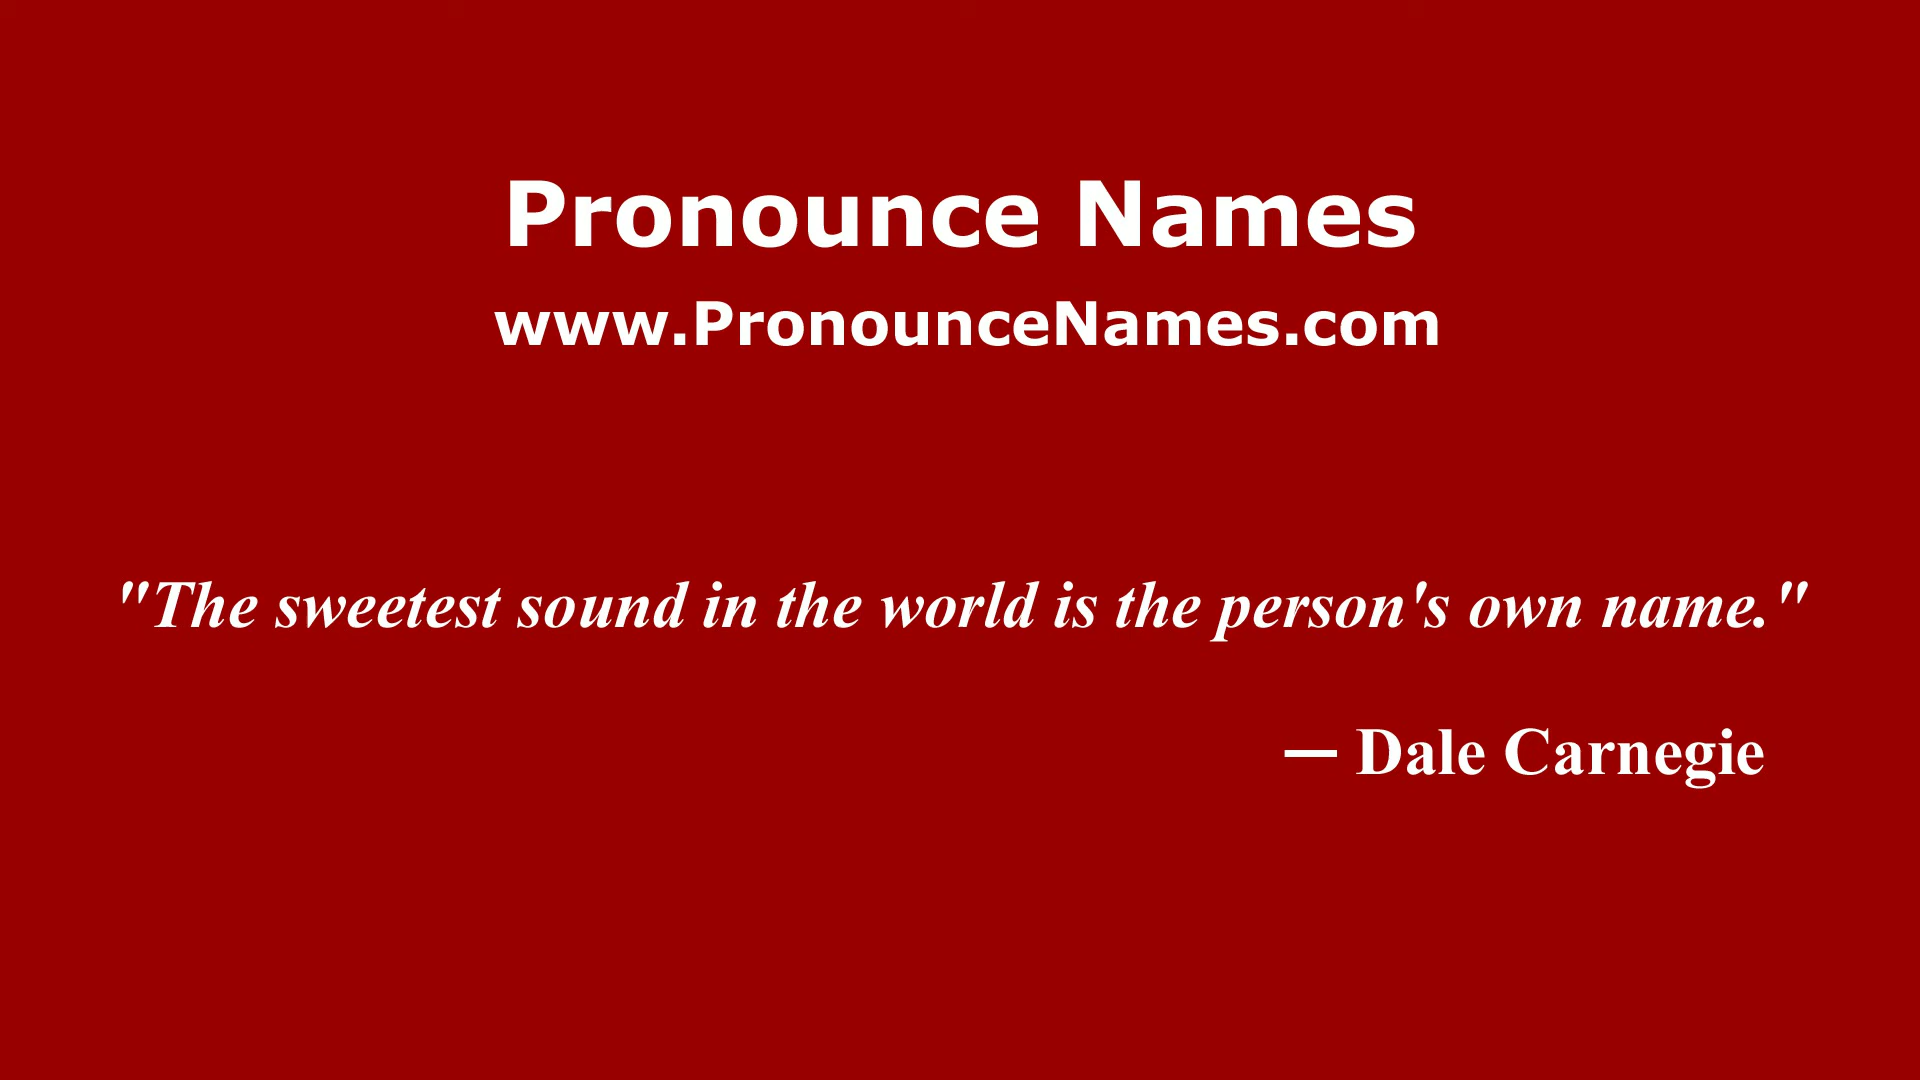 Pronounce Names
www.PronounceNames.com
"The sweetest sound in the world is the person's own name."
— Dale Carnegie